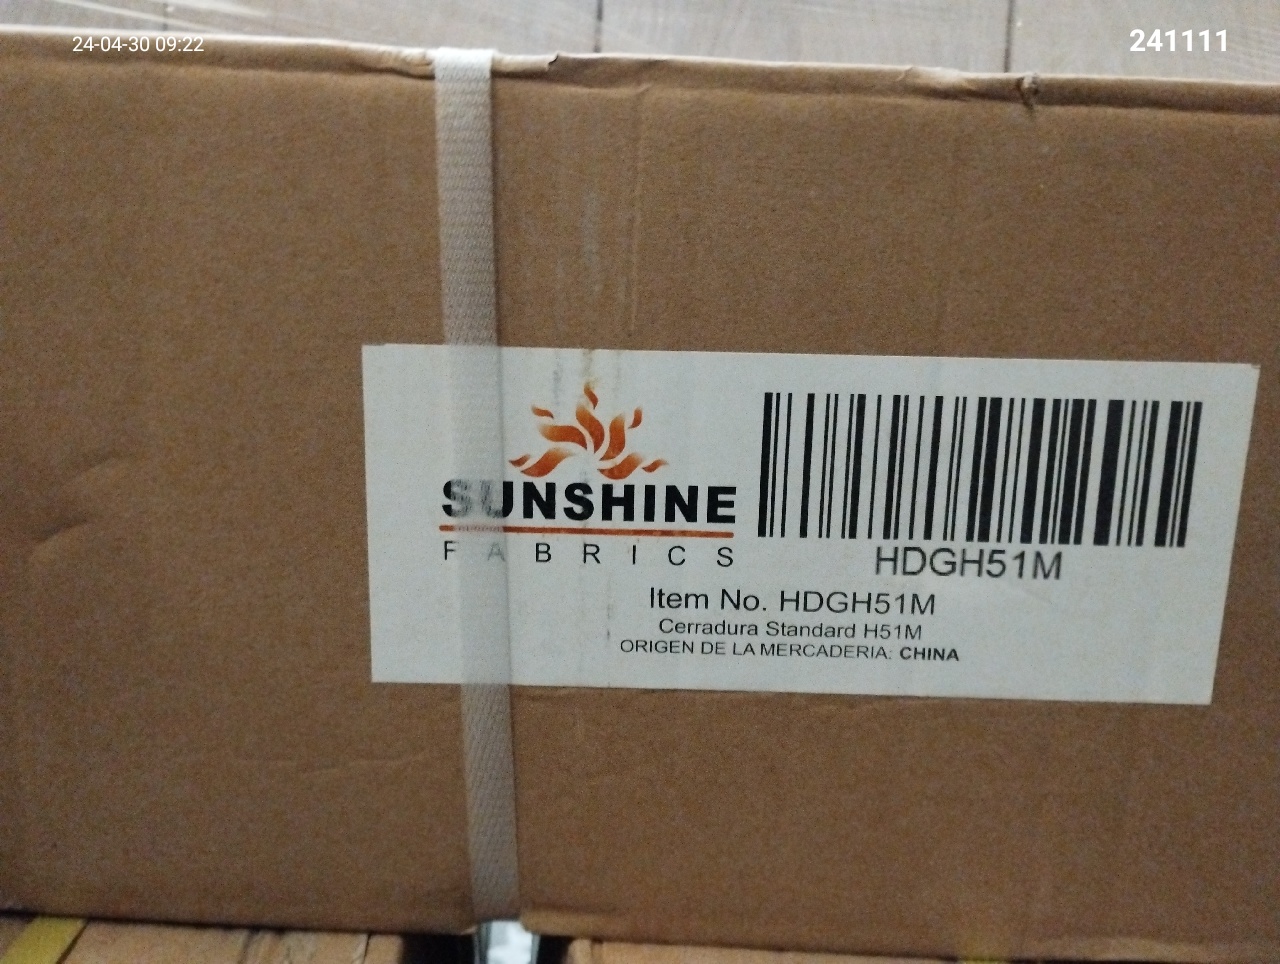 24-04-30 09:22
241111
SUNSHINE
FABRICS
HDGH51M
Item No. HDGH51M
Cerradura Standard H51M
ORIGEN DE LA MERCADERIA: CHINA